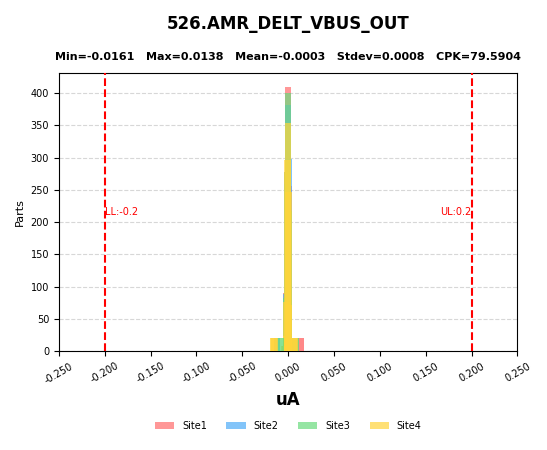 526.AMR_DELT_VBUS_OUT
Min=-0.0161 Max=0.0138 Mean=-0.0003 Stdev=0.0008 CPK=79.5904
400
350
300
250
200
150
100
50
0
Parts
LL:-0.2
UL:0.2
-0.250 -0.200 -0.150 -0.100 -0.050 0.000 0.050 0.100 0.150 0.200 0.250
uA
Site1 Site2 Site3 Site4